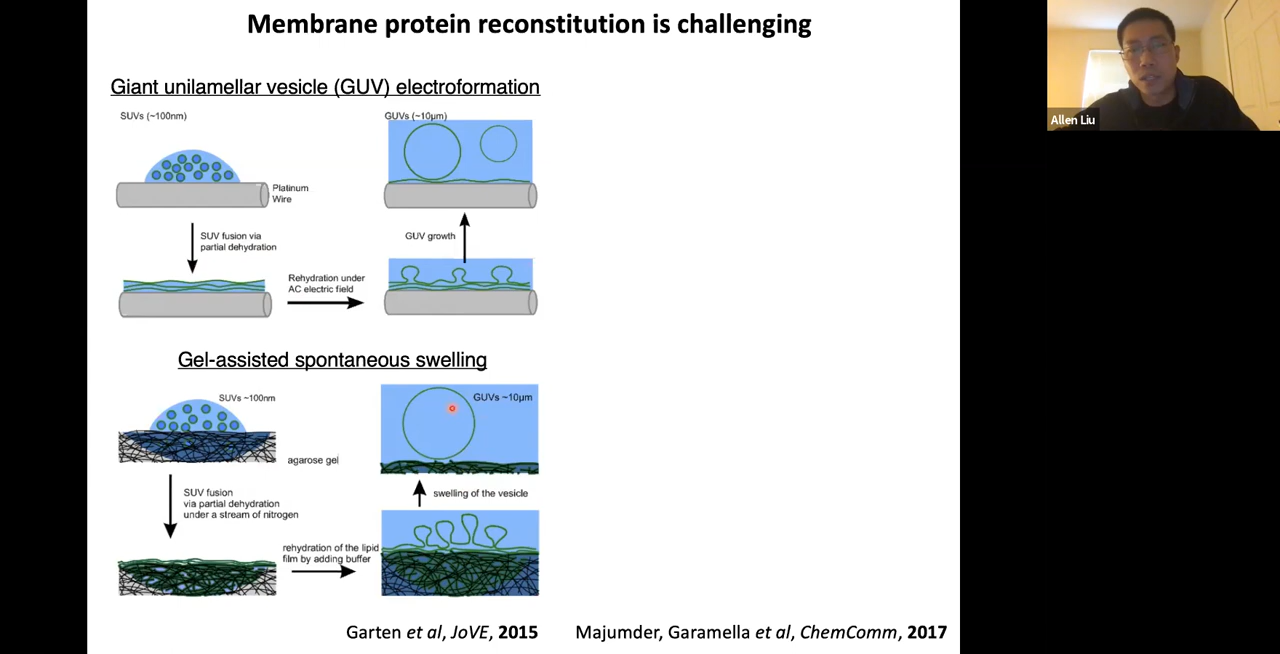 Membrane protein reconstitution is challenging
Giant unilamellar vesicle (GUV) electroformation
SUVs (~100nm)
Platinum
Wire
SUV fusion via
partial dehydration
Rehydration under
AC electric field
GUVs (~10µm)
GUV growth
Gel-assisted spontaneous swelling
SUVs ~100nm
agarose gel
SUV fusion
via partial dehydration
under a stream of nitrogen
rehydration of the lipid
film by adding buffer
GUVs ~10µm
swelling of the vesicle
Garten et al, JoVE, 2015
Majumder, Garamella et al, ChemComm, 2017
Allen Liu